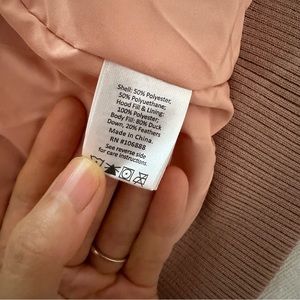 Shell: 50% Polyester,
50% Polyurethane;
Hood Fill & Lining:
100% Polyester;
Body Fill: 80% Duck
Down, 20% Feathers
Made in China.
RN #106888
See reverse side
for care instructions.